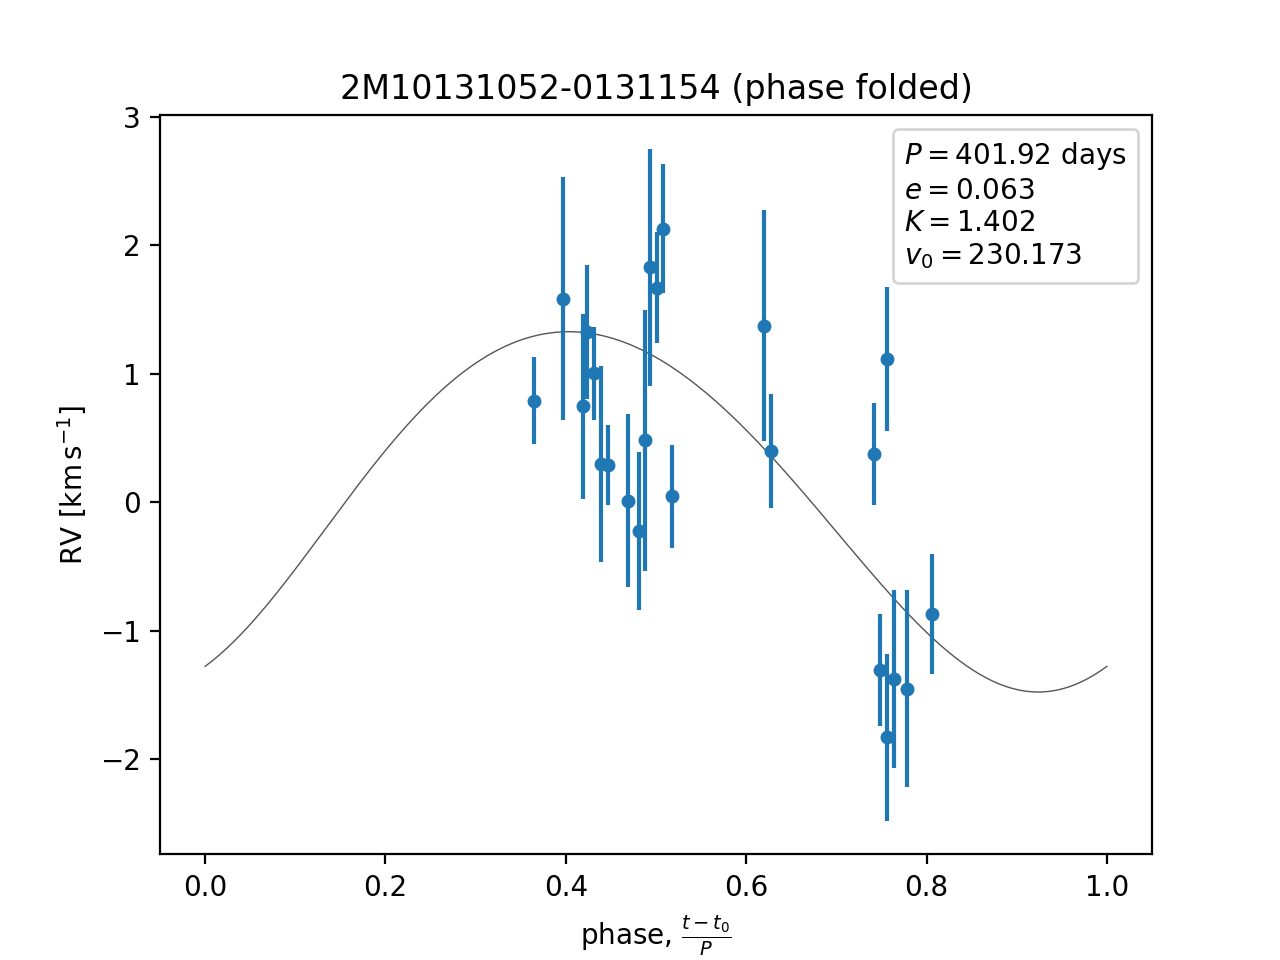 2M10131052-0131154 (phase folded)
P = 401.92 days
e = 0.063
K = 1.402
v₀ = 230.173
3
2
1
0
−1
−2
RV [km s⁻¹]
0.0 0.2 0.4 0.6 0.8 1.0
phase, (t − t₀)/P